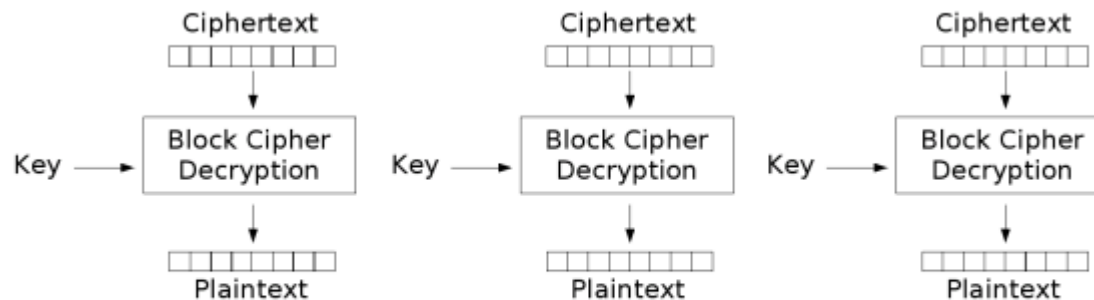 Ciphertext Ciphertext Ciphertext
Block Cipher Block Cipher Block Cipher
Key Key Key
Decryption Decryption Decryption
Plaintext Plaintext Plaintext